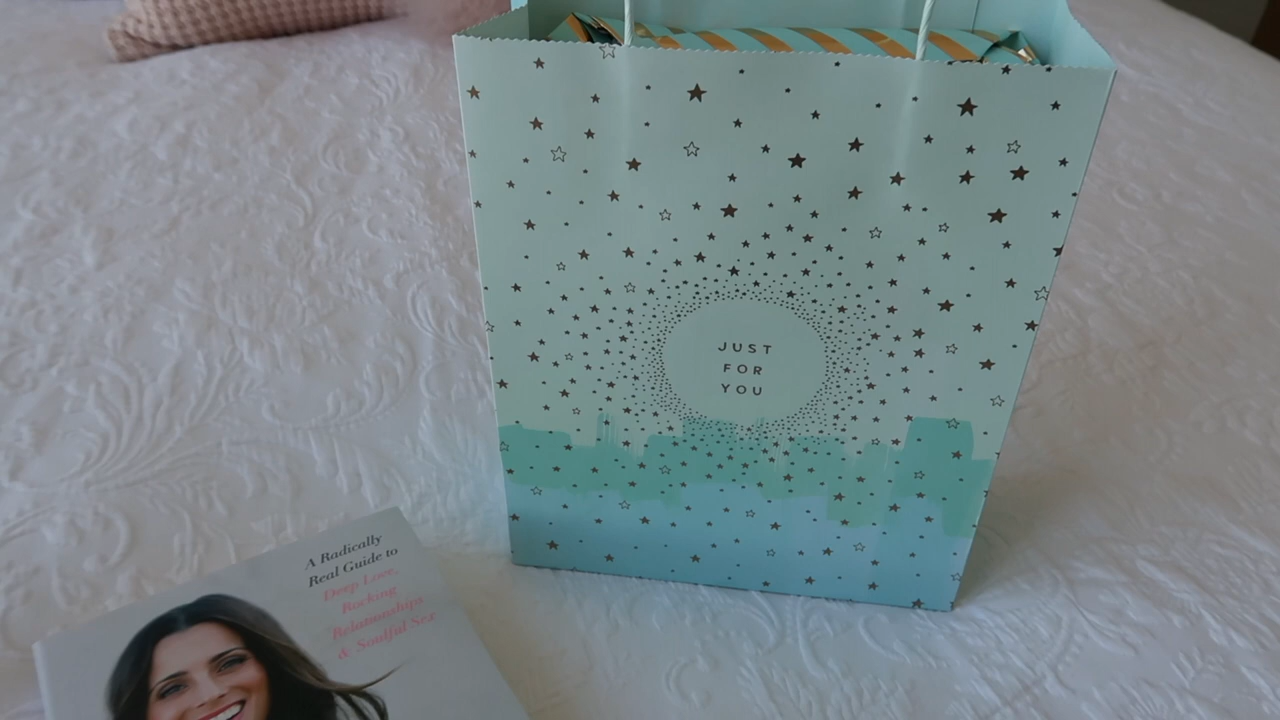 JUST
FOR
YOU
A Radically
Real Guide to
Deep Love,
Rocking
Relationships
& Soulful Sex